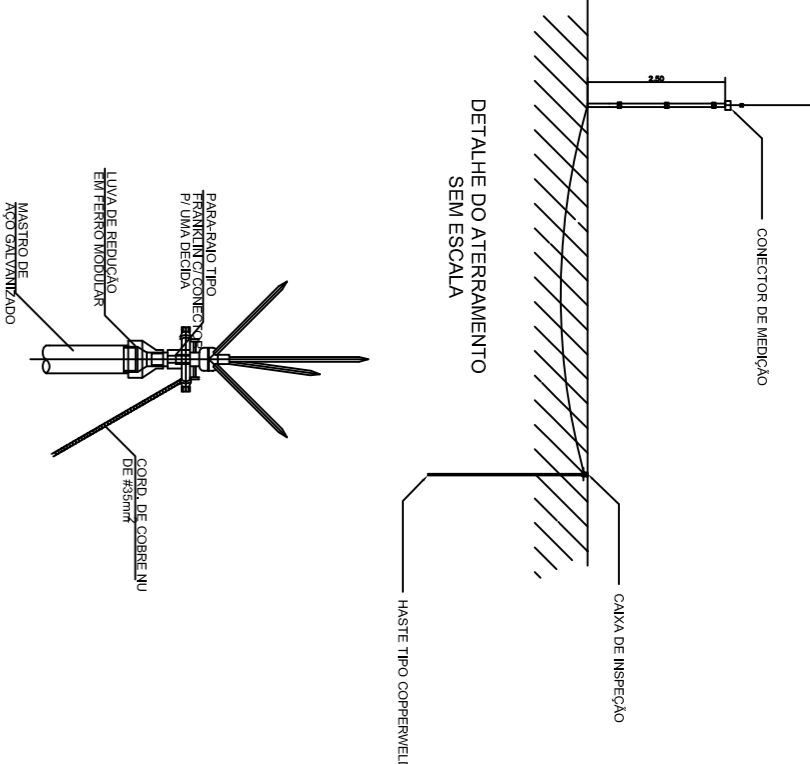 2.50
CONECTOR DE MEDIÇÃO
CAIXA DE INSPEÇÃO
HASTE TIPO COPPERWELD
DETALHE DO ATERRAMENTO
SEM ESCALA
PARA-RAIO TIPO
FRANKLIN C/ CONECTOR
P/ UMA DECIDA
LUVA DE REDUÇÃO
EM FERRO MODULAR
MASTRO DE
AÇO GALVANIZADO
CORD. DE COBRE NU
DE #35mm²